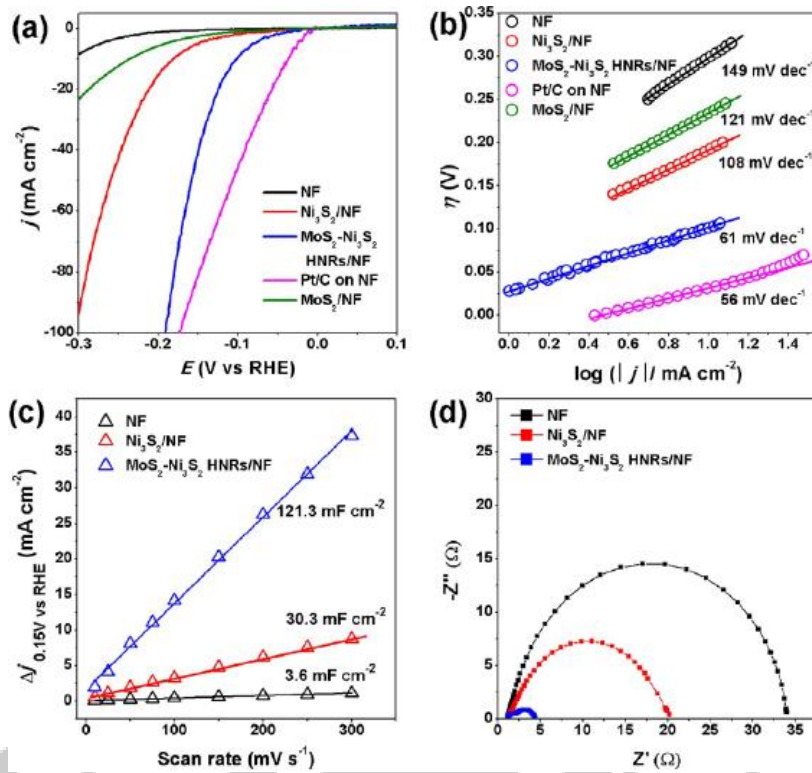 (a)
0
-20
-40
-60
-80
-100
j (mA cm⁻²)
NF
Ni₃S₂/NF
MoS₂-Ni₃S₂
HNRs/NF
Pt/C on NF
MoS₂/NF
-0.3
-0.2
-0.1
0.0
0.1
E (V vs RHE)
(b)
0.35
0.30
0.25
0.20
0.15
0.10
0.05
0.00
η (V)
NF
Ni₃S₂/NF
MoS₂-Ni₃S₂ HNRs/NF
Pt/C on NF
MoS₂/NF
149 mV dec⁻¹
121 mV dec⁻¹
108 mV dec⁻¹
61 mV dec⁻¹
56 mV dec⁻¹
0.0
0.2
0.4
0.6
0.8
1.0
1.2
1.4
log (|j|/ mA cm⁻²)
(c)
40
35
30
25
20
15
10
5
0
Δj₀.₁₅V vs RHE (mA cm⁻²)
NF
Ni₃S₂/NF
MoS₂-Ni₃S₂ HNRs/NF
121.3 mF cm⁻²
30.3 mF cm⁻²
3.6 mF cm⁻²
0
50
100
150
200
250
300
Scan rate (mV s⁻¹)
(d)
-30
-25
-20
-15
-10
-5
0
-Z'' (Ω)
NF
Ni₃S₂/NF
MoS₂-Ni₃S₂ HNRs/NF
0
5
10
15
20
25
30
35
Z' (Ω)